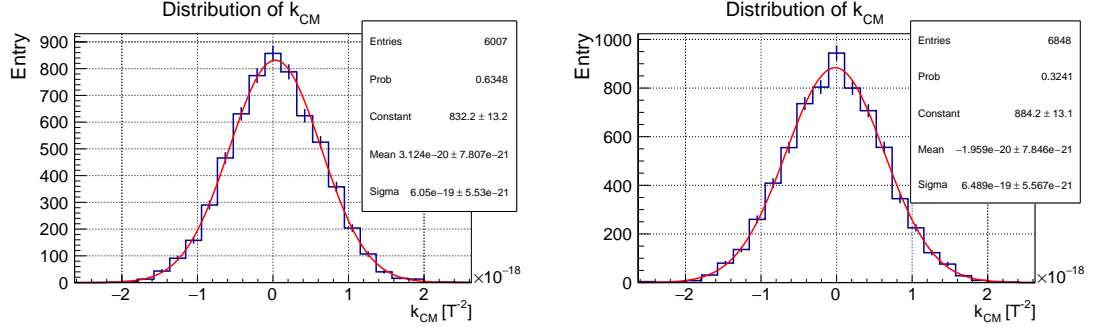 Distribution of k_CM
Entry
900
800
700
600
500
400
300
200
100
0
Entries 6007
Prob 0.6348
Constant 832.2 ± 13.2
Mean 3.124e−20 ± 7.807e−21
Sigma 6.05e−19 ± 5.53e−21
−2 −1 0 1 2
×10^−18
k_CM [T^-2]
Distribution of k_CM
Entry
1000
800
600
400
200
0
Entries 6848
Prob 0.3241
Constant 884.2 ± 13.1
Mean −1.959e−20 ± 7.846e−21
Sigma 6.489e−19 ± 5.567e−21
−2 −1 0 1 2
×10^−18
k_CM [T^-2]